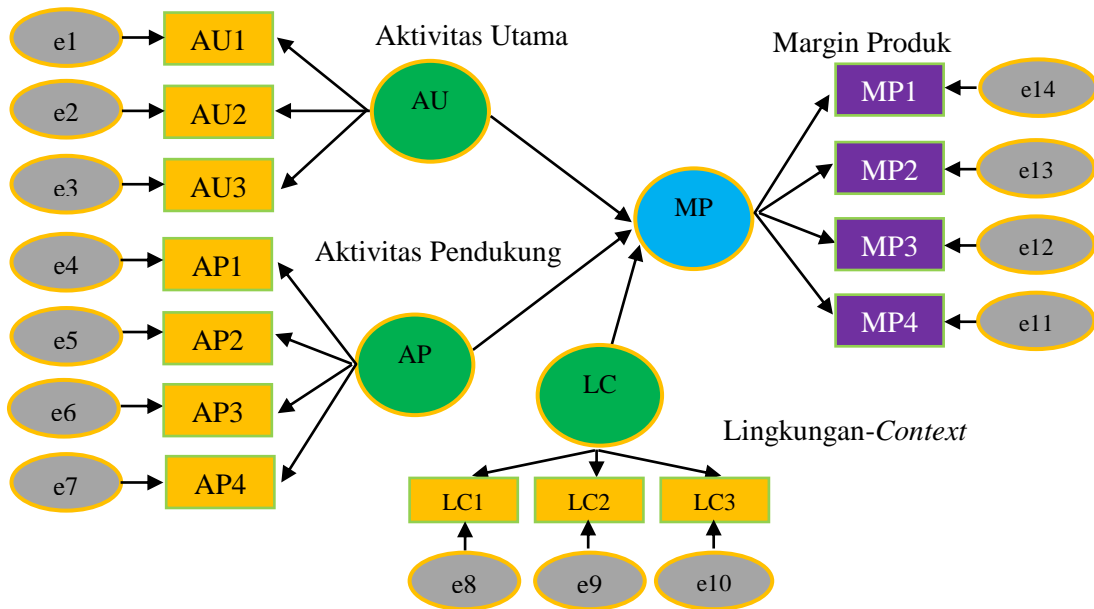 Aktivitas Utama
e1
AU1
e2
AU2
e3
AU3
AU
Aktivitas Pendukung
e4
AP1
e5
AP2
e6
AP3
e7
AP4
AP
MP
Margin Produk
MP1
e14
MP2
e13
MP3
e12
MP4
e11
LC
Lingkungan-Context
LC1
LC2
LC3
e8
e9
e10